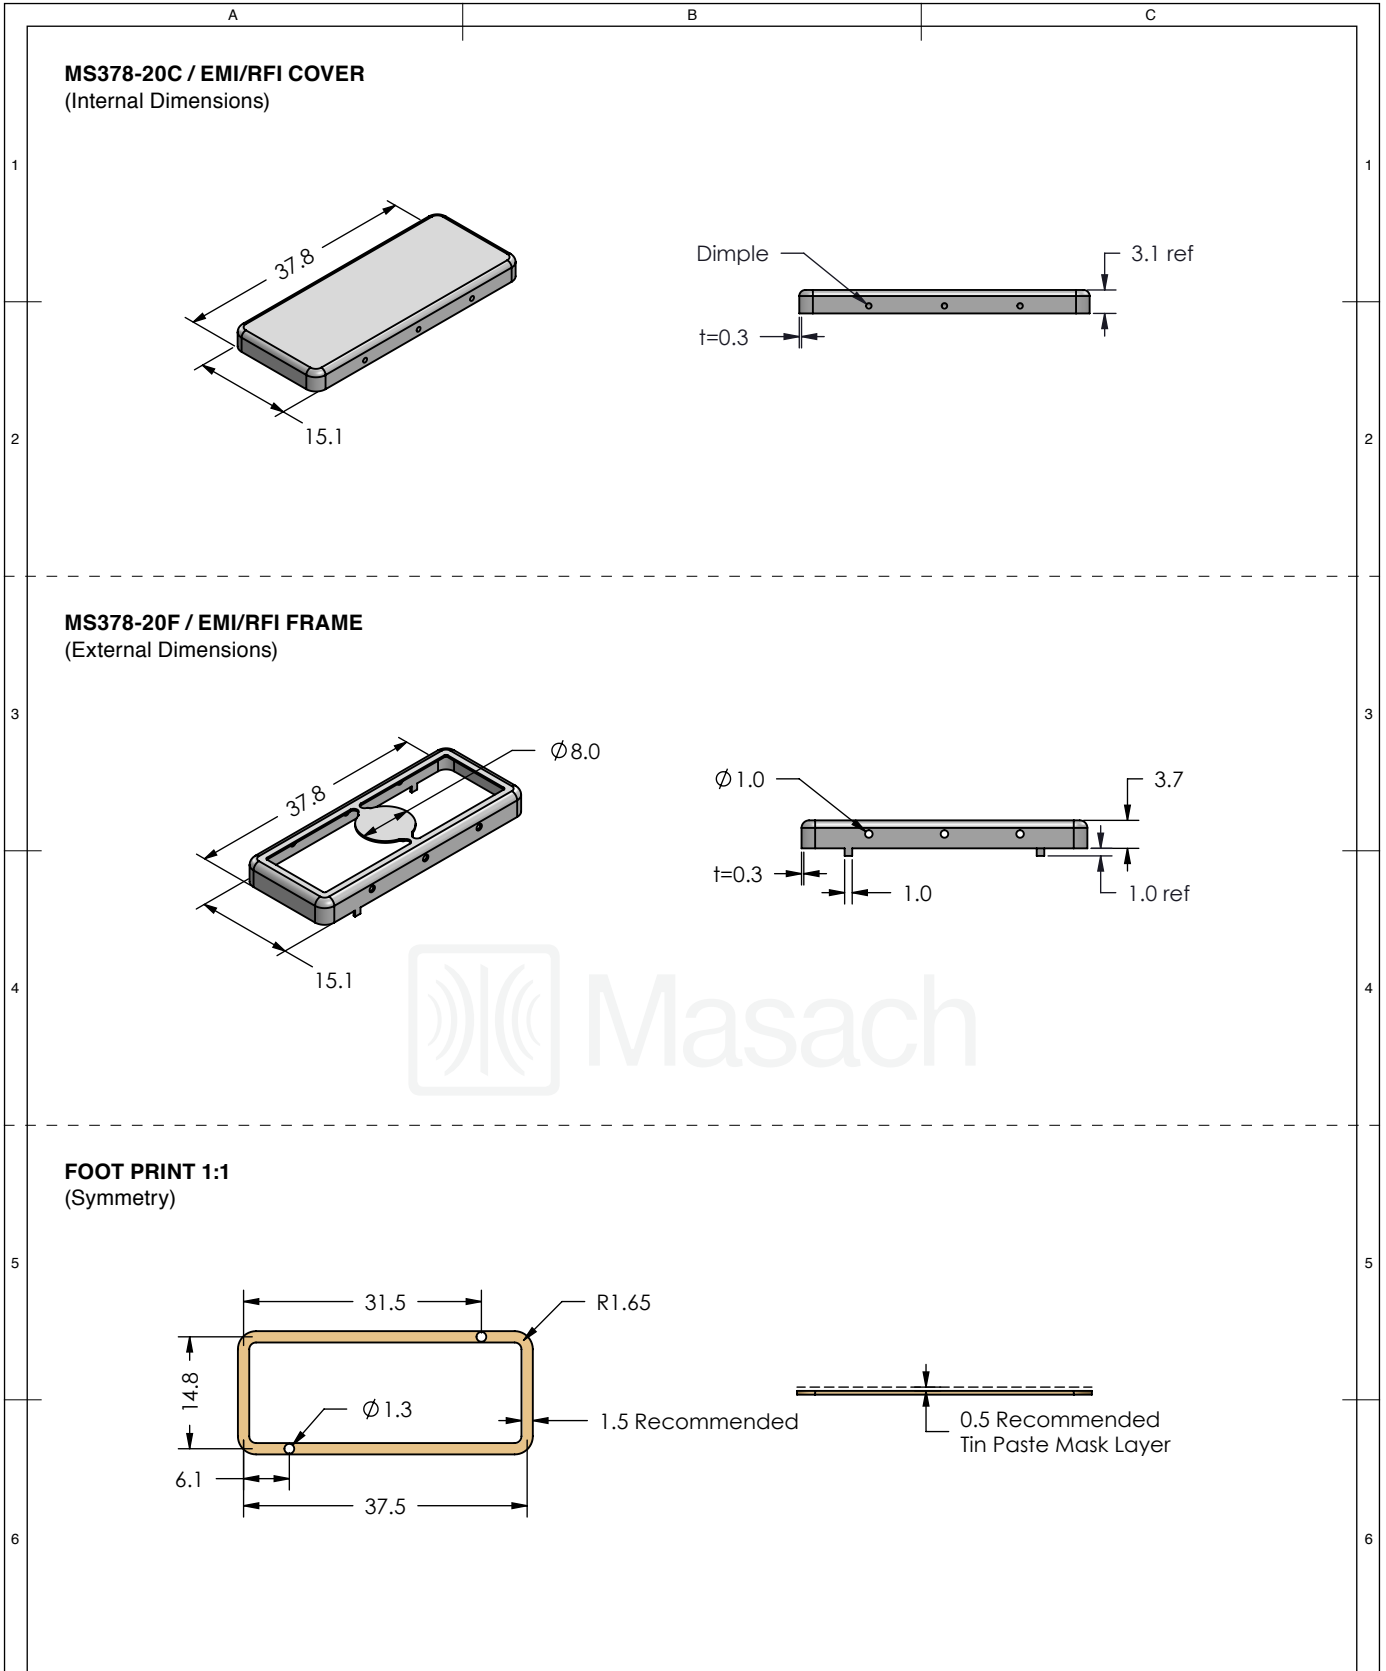 A B C
MS378-20C / EMI/RFI COVER
(Internal Dimensions)
1 1
37.8
15.1
Dimple
3.1 ref
t=0.3
2 2
MS378-20F / EMI/RFI FRAME
(External Dimensions)
3 3
37.8
∅8.0
15.1
∅1.0
3.7
t=0.3
1.0
1.0 ref
Masach
4 4
FOOT PRINT 1:1
(Symmetry)
5 5
31.5
R1.65
14.8
∅1.3
1.5 Recommended
6.1
37.5
0.5 Recommended
Tin Paste Mask Layer
6 6